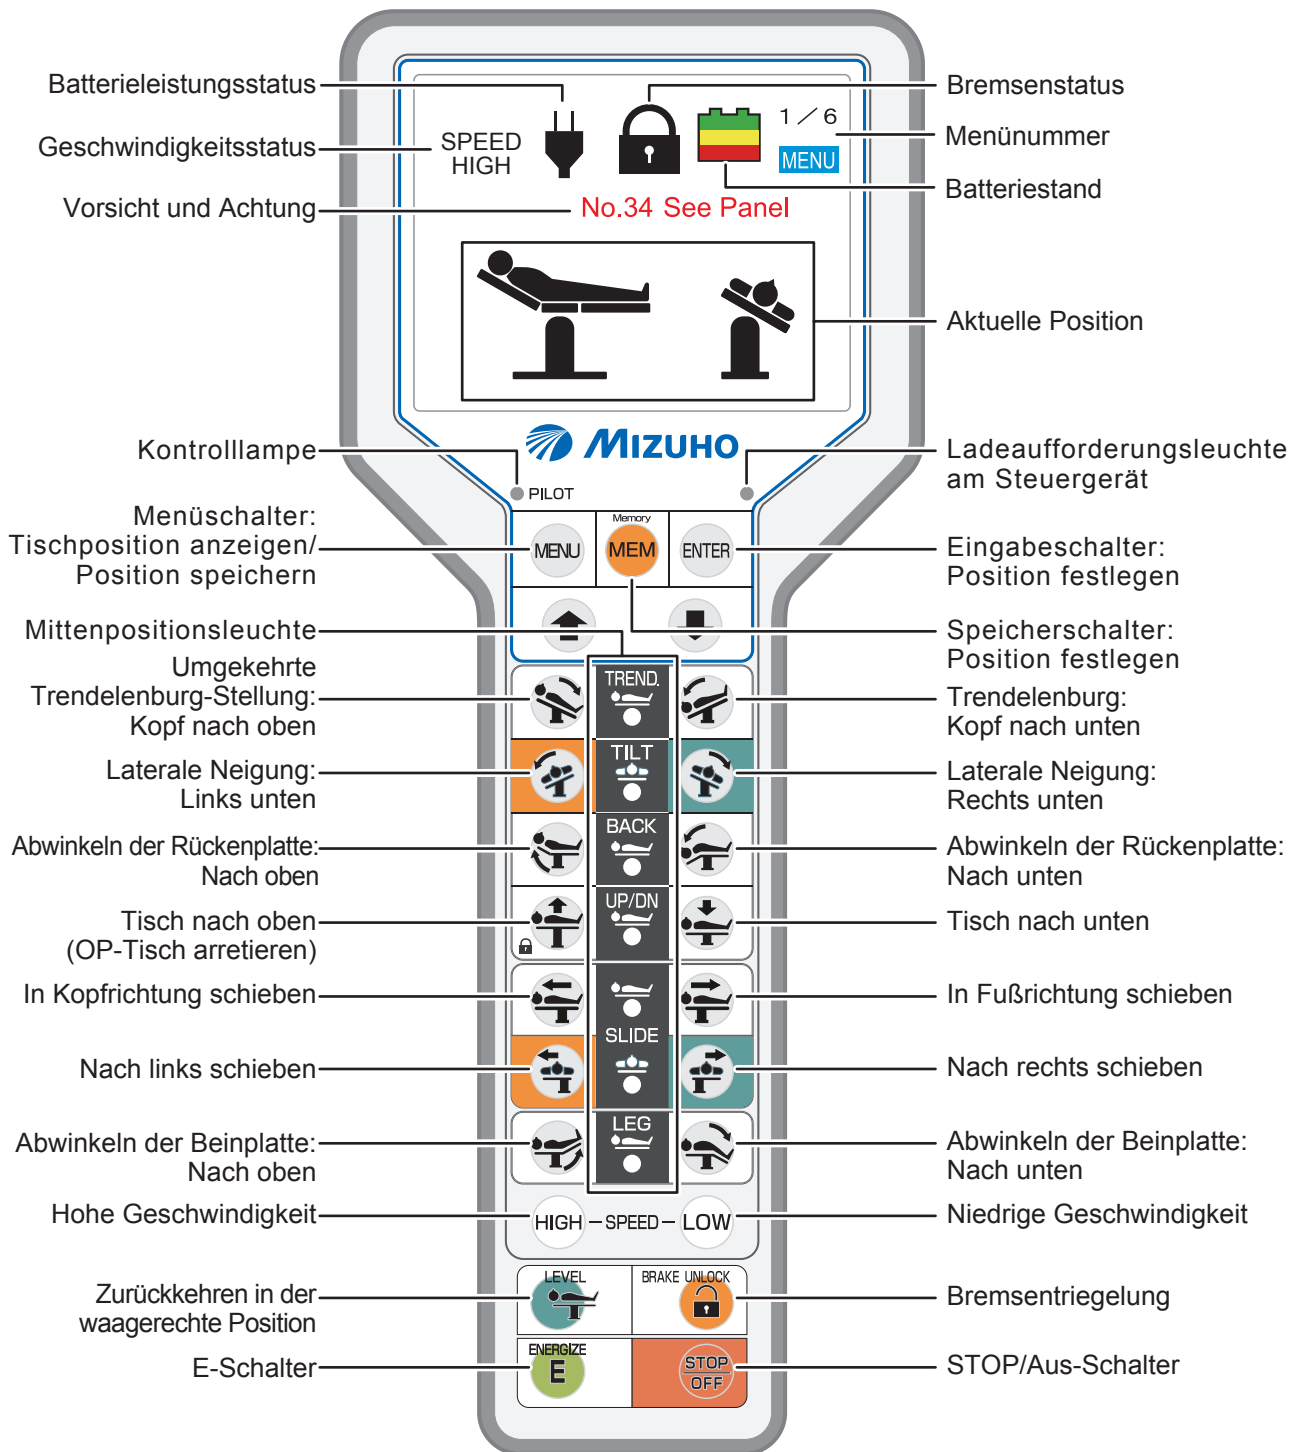 Batterieleistungsstatus
Bremsenstatus
1/6
Geschwindigkeitsstatus
SPEED
HIGH
MENU
Menünummer
Batteriestand
Vorsicht und Achtung
No.34 See Panel
Aktuelle Position
MIZUHO
Kontrolllampe
Ladeaufforderungsleuchte
am Steuergerät
PILOT
Menüschalter:
Tischposition anzeigen/
Position speichern
MENU
Memory
MEM
ENTER
Eingabeschalter:
Position festlegen
Mittenpositionsleuchte
Speicherschalter:
Position festlegen
Umgekehrte
Trendelenburg-Stellung:
Kopf nach oben
TREND.
Trendelenburg:
Kopf nach unten
Laterale Neigung:
Links unten
TILT
Laterale Neigung:
Rechts unten
Abwinkeln der Rückenplatte:
Nach oben
BACK
Abwinkeln der Rückenplatte:
Nach unten
Tisch nach oben
(OP-Tisch arretieren)
UP/DN
Tisch nach unten
In Kopfrichtung schieben
In Fußrichtung schieben
SLIDE
Nach links schieben
Nach rechts schieben
Abwinkeln der Beinplatte:
Nach oben
LEG
Abwinkeln der Beinplatte:
Nach unten
Hohe Geschwindigkeit
HIGH – SPEED – LOW
Niedrige Geschwindigkeit
Zurückkehren in der
waagerechte Position
LEVEL
BRAKE UNLOCK
Bremsentriegelung
E-Schalter
ENERGIZE
E
STOP
OFF
STOP/Aus-Schalter